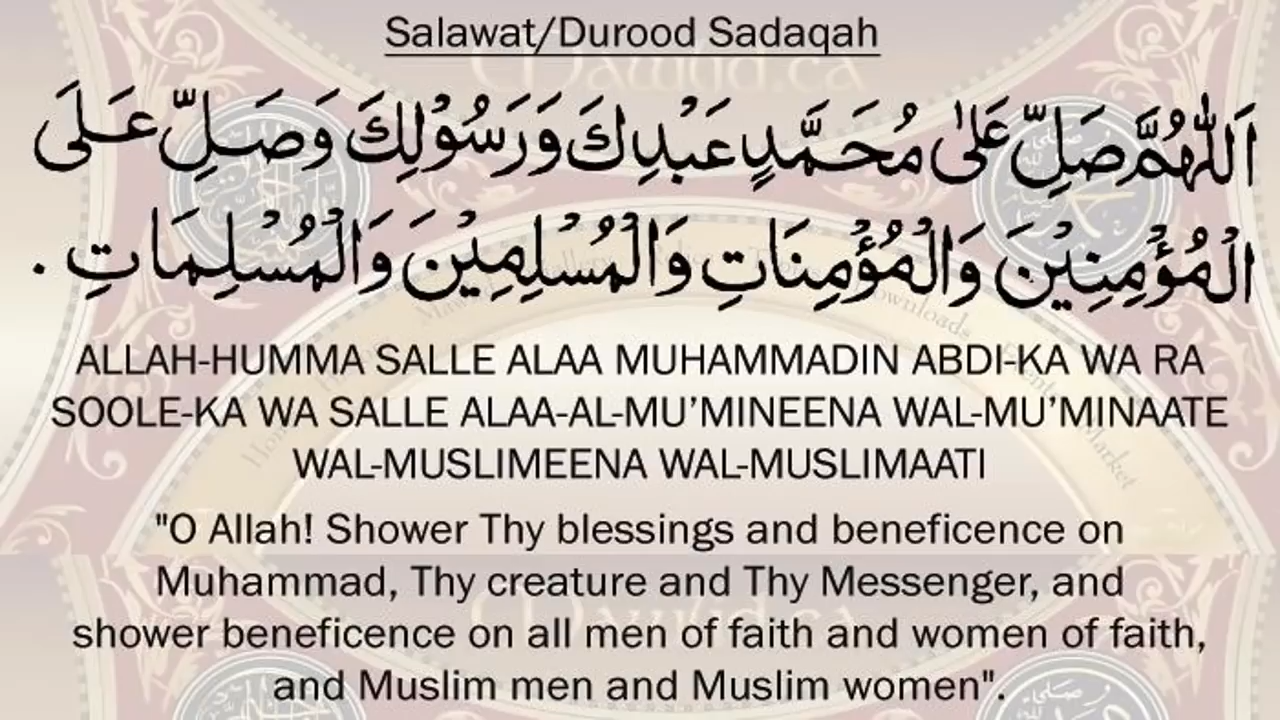 Salawat/Durood Sadaqah
اَللّٰهُمَّ صَلِّ عَلٰى مُحَمَّدٍ عَبْدِكَ وَرَسُوْلِكَ وَصَلِّ عَلَى
الْمُؤْمِنِيْنَ وَالْمُؤْمِنَاتِ وَالْمُسْلِمِيْنَ وَالْمُسْلِمَاتِ .
ALLAH-HUMMA SALLE ALAA MUHAMMADIN ABDI-KA WA RA
SOOLE-KA WA SALLE ALAA-AL-MU’MINEENA WAL-MU’MINAATE
WAL-MUSLIMEENA WAL-MUSLIMAATI
"O Allah! Shower Thy blessings and beneficence on
Muhammad, Thy creature and Thy Messenger, and
shower beneficence on all men of faith and women of faith,
and Muslim men and Muslim women".